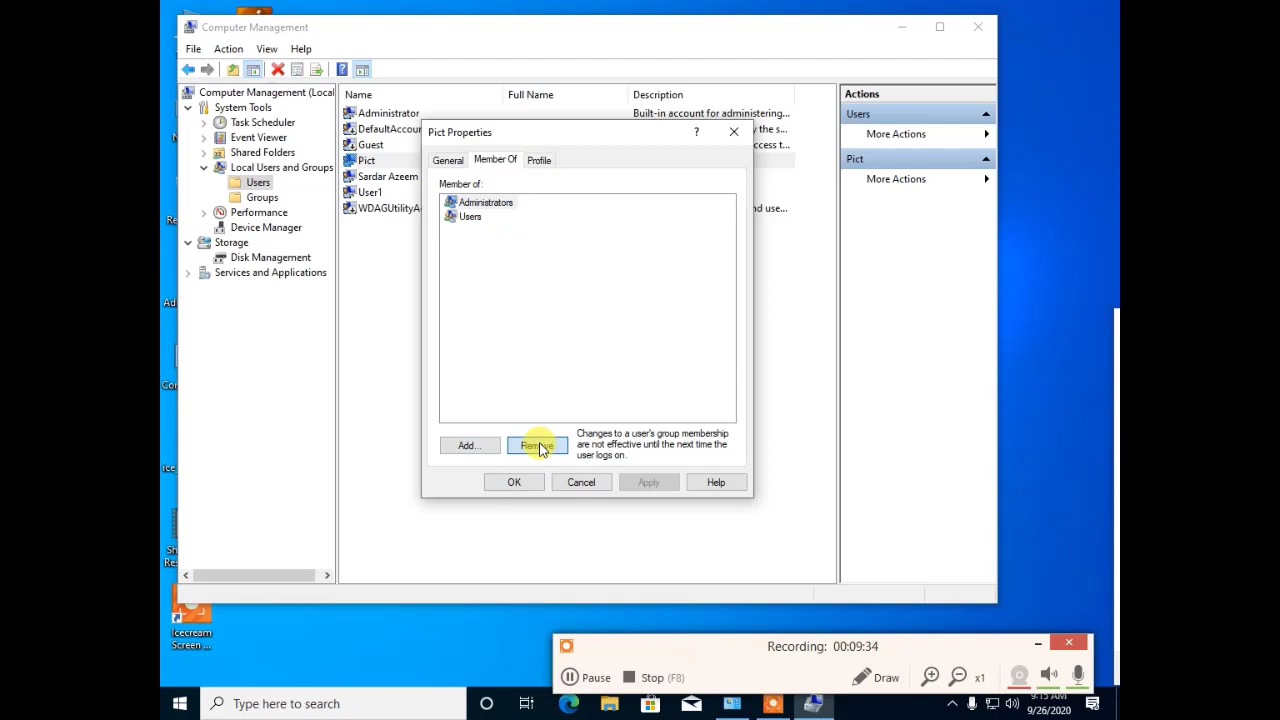 Computer Management
File Action View Help
Computer Management (Local
System Tools
Task Scheduler
Event Viewer
Shared Folders
Local Users and Groups
Users
Groups
Performance
Device Manager
Storage
Disk Management
Services and Applications
Name Full Name Description
Administrator Built-in account for administering...
DefaultAccour
Guest
Pict
Sardar Azeem
User1
WDAGUtilityA
Pict Properties
General Member Of Profile
Member of:
Administrators
Users
Add... Remove
Changes to a user's group membership
are not effective until the next time the
user logs on.
OK Cancel Apply Help
Actions
Users
More Actions
Pict
More Actions
Icecream
Screen ...
Recording: 00:09:34
Pause Stop (F8) Draw x1
Type here to search
9:15 AM
9/26/2020